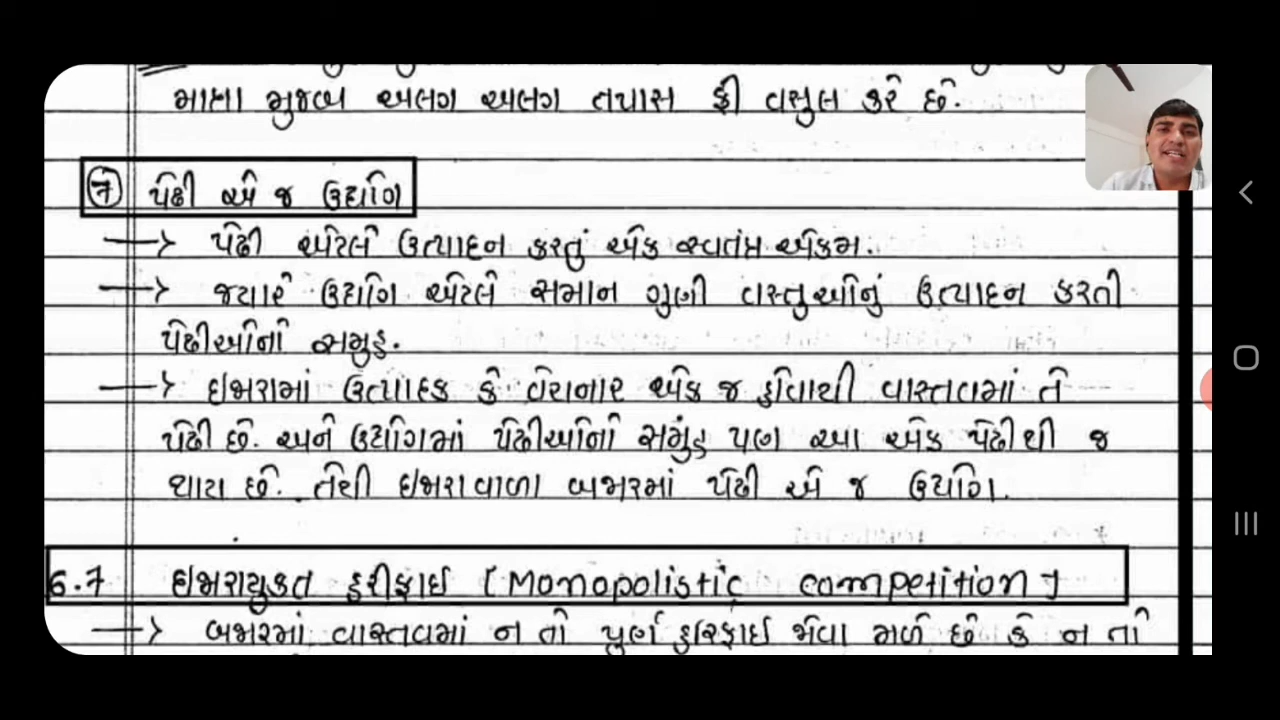 માત્રા મુજબ અલગ અલગ તપાસ ફી વસુલ કરે છે.
7 પેઢી એ જ ઉદ્યોગ
→ પેઢી એટલે ઉત્પાદન કરતું એક સ્વતંત્ર એકમ.
→ જ્યારે ઉદ્યોગ એટલે સમાન ગુણી વસ્તુઓનું ઉત્પાદન કરતી
પેઢીઓનો સમુહ.
→ ઇજારામાં ઉત્પાદક કે વેચનાર એક જ હોવાથી વાસ્તવમાં તે
પેઢી છે. અને ઉદ્યોગમાં પેઢીઓનો સમુંહ પણ આ એક પેઢીથી જ
થાય છે. તેથી ઇજારાવાળા બજારમાં પેઢી એ જ ઉદ્યોગ.
6.7 ઇજારાયુક્ત હરીફાઇ (Monopolistic competition)
→ બજારમાં વાસ્તવમાં ન તો પૂર્ણ હરિફાઇ જોવા મળે છે કે ન તો